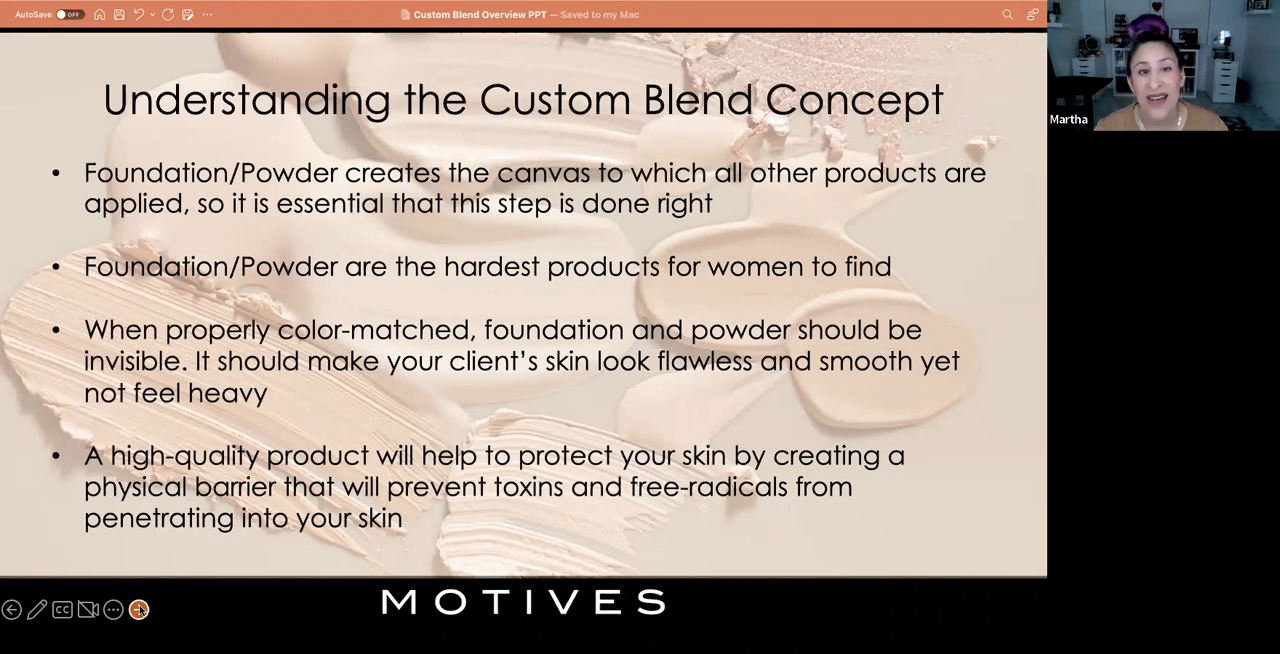 AutoSave OFF
Custom Blend Overview PPT — Saved to my Mac
Understanding the Custom Blend Concept
• Foundation/Powder creates the canvas to which all other products are
applied, so it is essential that this step is done right
• Foundation/Powder are the hardest products for women to find
• When properly color-matched, foundation and powder should be
invisible. It should make your client’s skin look flawless and smooth yet
not feel heavy
• A high-quality product will help to protect your skin by creating a
physical barrier that will prevent toxins and free-radicals from
penetrating into your skin
Martha
CC
MOTIVES